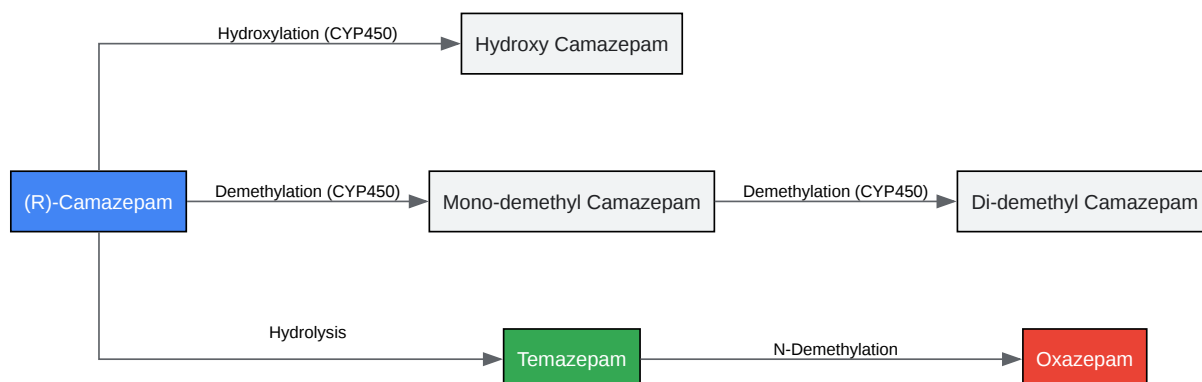 Hydroxylation (CYP450)
Hydroxy Camazepam
(R)-Camazepam
Demethylation (CYP450)
Mono-demethyl Camazepam
Demethylation (CYP450)
Di-demethyl Camazepam
Hydrolysis
Temazepam
N-Demethylation
Oxazepam